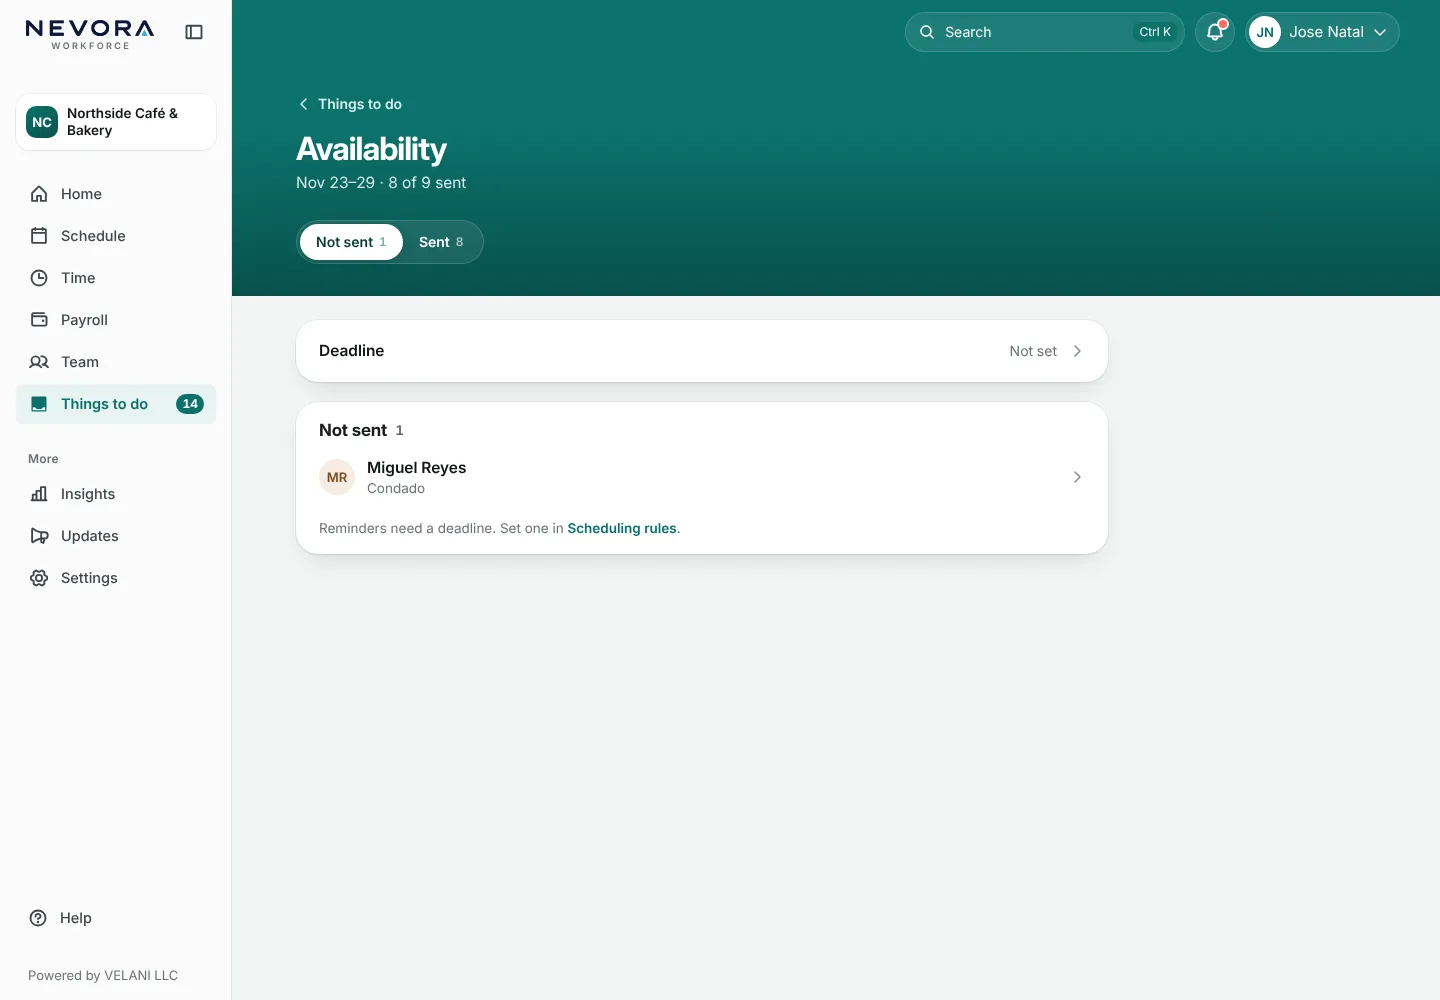 NEVORA
WORKFORCE
Search
Ctrl K
JN
Jose Natal
NC
Northside Café &
Bakery
Home
Schedule
Time
Payroll
Team
Things to do
14
More
Insights
Updates
Settings
Help
Powered by VELANI LLC
Things to do
Availability
Nov 23–29 · 8 of 9 sent
Not sent 1
Sent 8
Deadline
Not set
Not sent 1
MR
Miguel Reyes
Condado
Reminders need a deadline. Set one in Scheduling rules.